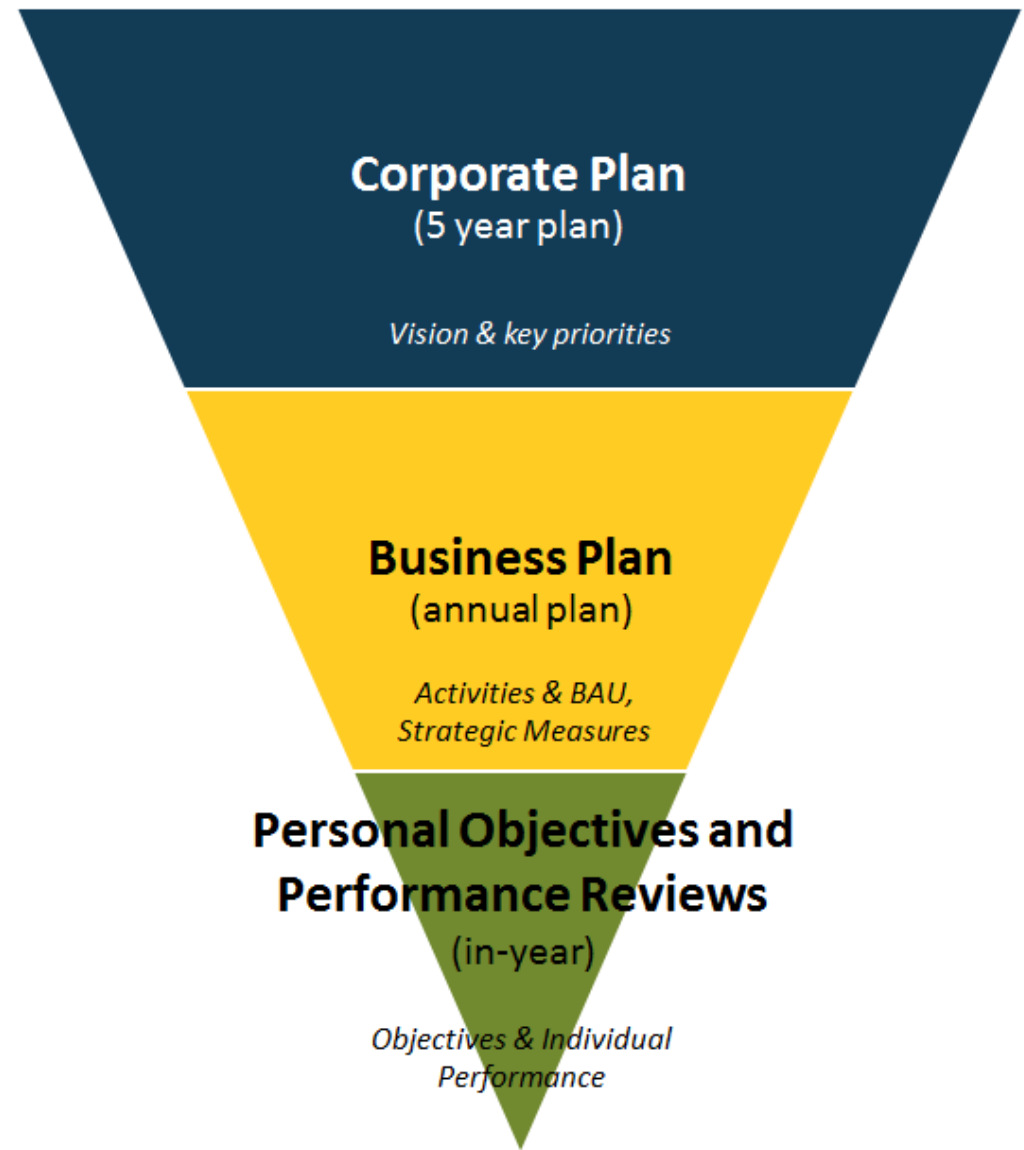 Corporate Plan
(5 year plan)
Vision & key priorities
Business Plan
(annual plan)
Activities & BAU,
Strategic Measures
Personal Objectives and
Performance Reviews
(in-year)
Objectives & Individual
Performance